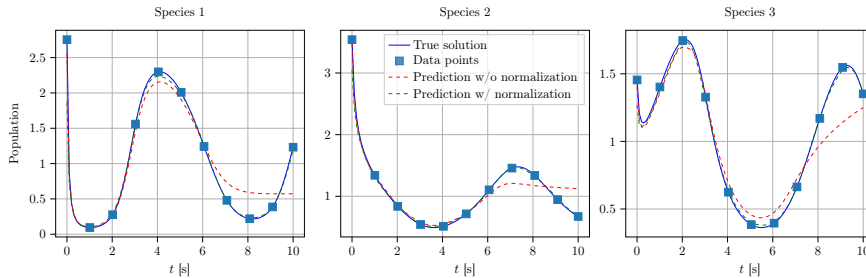 Species 1
Species 2
Species 3
Population
2.5
2
1.5
1
0.5
0
0 2 4 6 8 10
t [s]
3
2
1
0 2 4 6 8 10
t [s]
True solution
Data points
Prediction w/o normalization
Prediction w/ normalization
1.5
1
0.5
0 2 4 6 8 10
t [s]